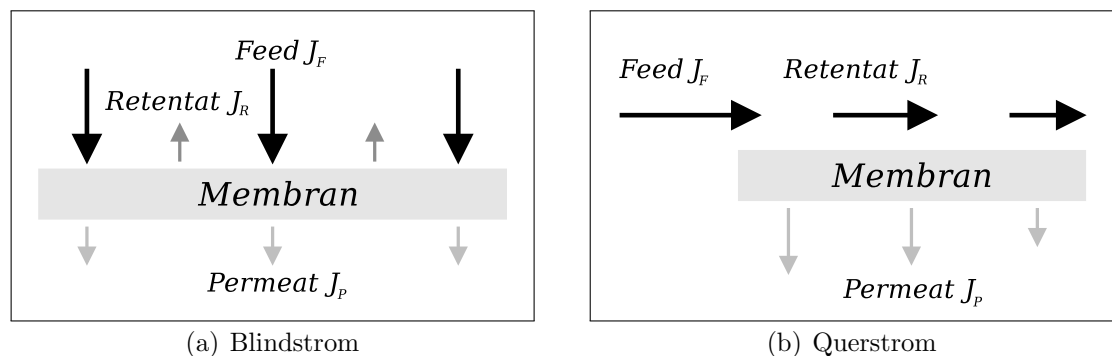 Feed J_F
Retentat J_R
Membran
Permeat J_P
(a) Blindstrom
Feed J_F
Retentat J_R
Membran
Permeat J_P
(b) Querstrom